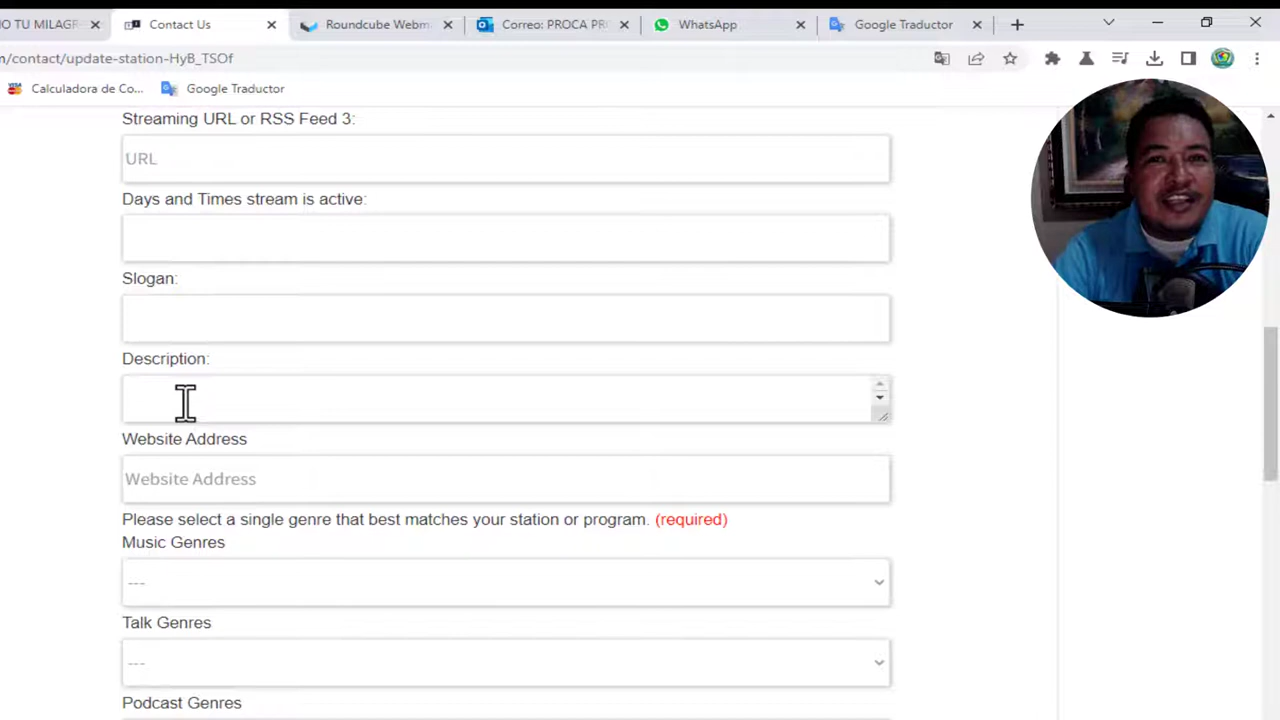 IO TU MILAGR
Contact Us
Roundcube Webm
Correo: PROCA PR
WhatsApp
Google Traductor
/contact/update-station-HyB_TSOf
Calculadora de Co...
Google Traductor
Streaming URL or RSS Feed 3:
URL
Days and Times stream is active:
Slogan:
Description:
Website Address
Website Address
Please select a single genre that best matches your station or program. (required)
Music Genres
---
Talk Genres
---
Podcast Genres